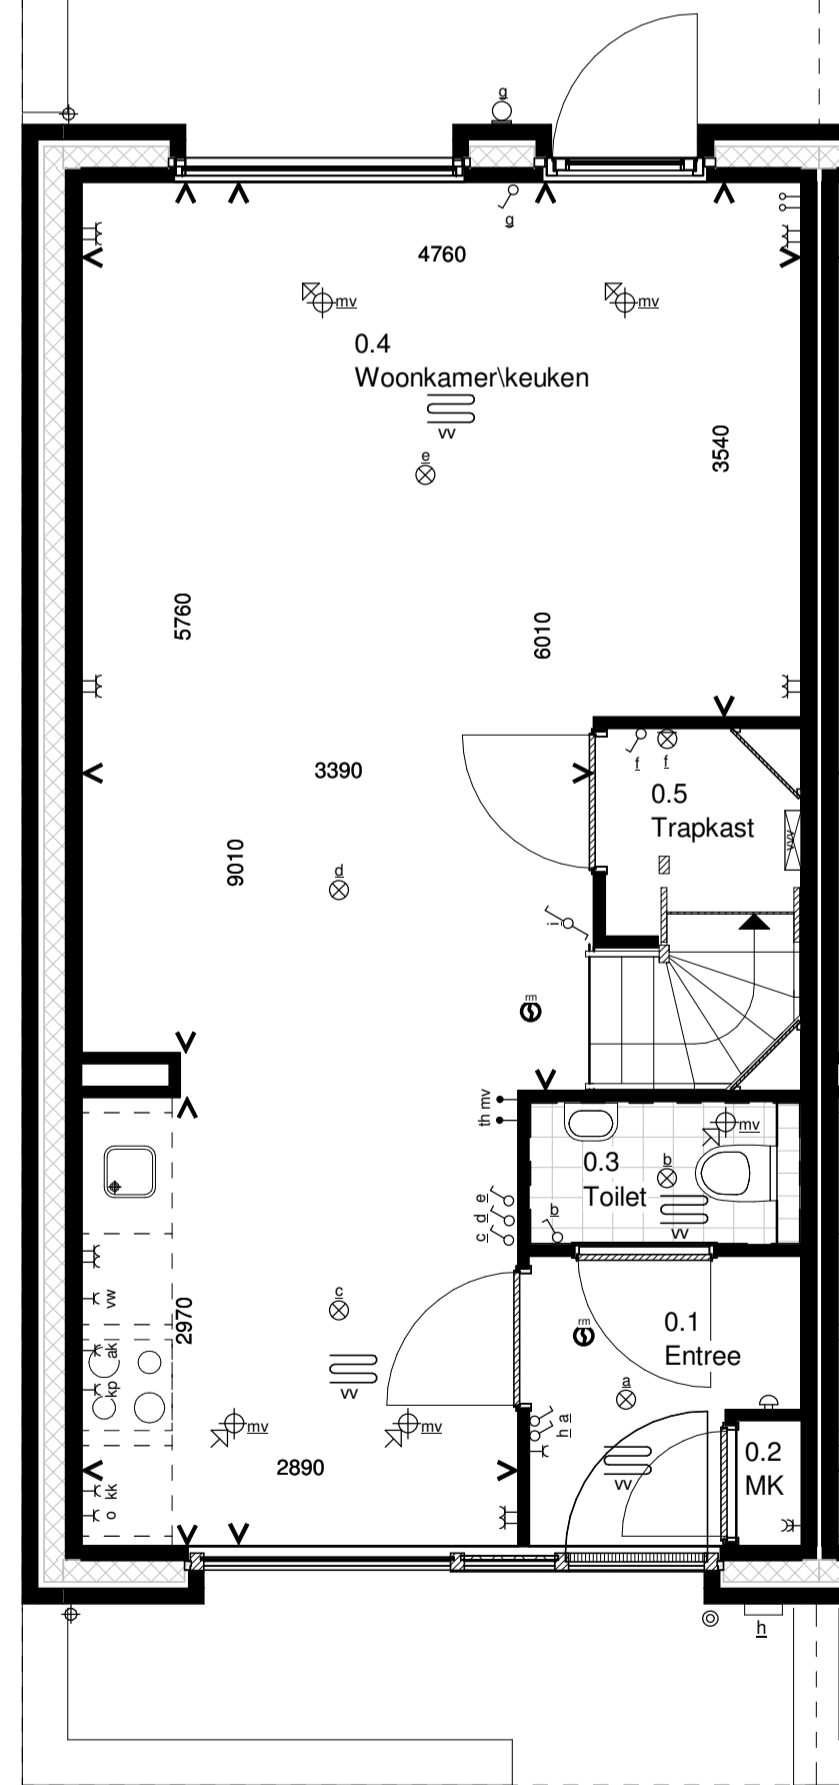 g
g
4760
mv
mv
0.4
Woonkamer\keuken
vv
3540
e
5760
6010
f
f
3390
0.5
Trapkast
vvv
9010
d
i
rm
th mv
mv
0.3
Toilet
b
b
vv
e
d
c
vw
c
2970
rm
0.1
Entree
ak
kp
vv
a
mv
mv
h a
0.2
MK
2890
vv
kk
o
h